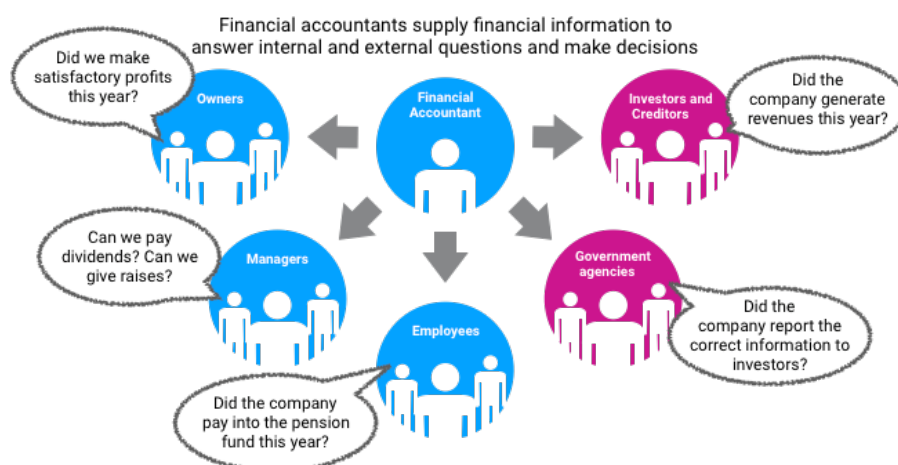 Financial accountants supply financial information to
answer internal and external questions and make decisions
Did we make
satisfactory profits
this year?
Owners
Financial
Accountant
Investors and
Creditors
Did the
company generate
revenues this year?
Can we pay
dividends? Can we
give raises?
Managers
Employees
Government
agencies
Did the
company report the
correct information to
investors?
Did the company
pay into the pension
fund this year?